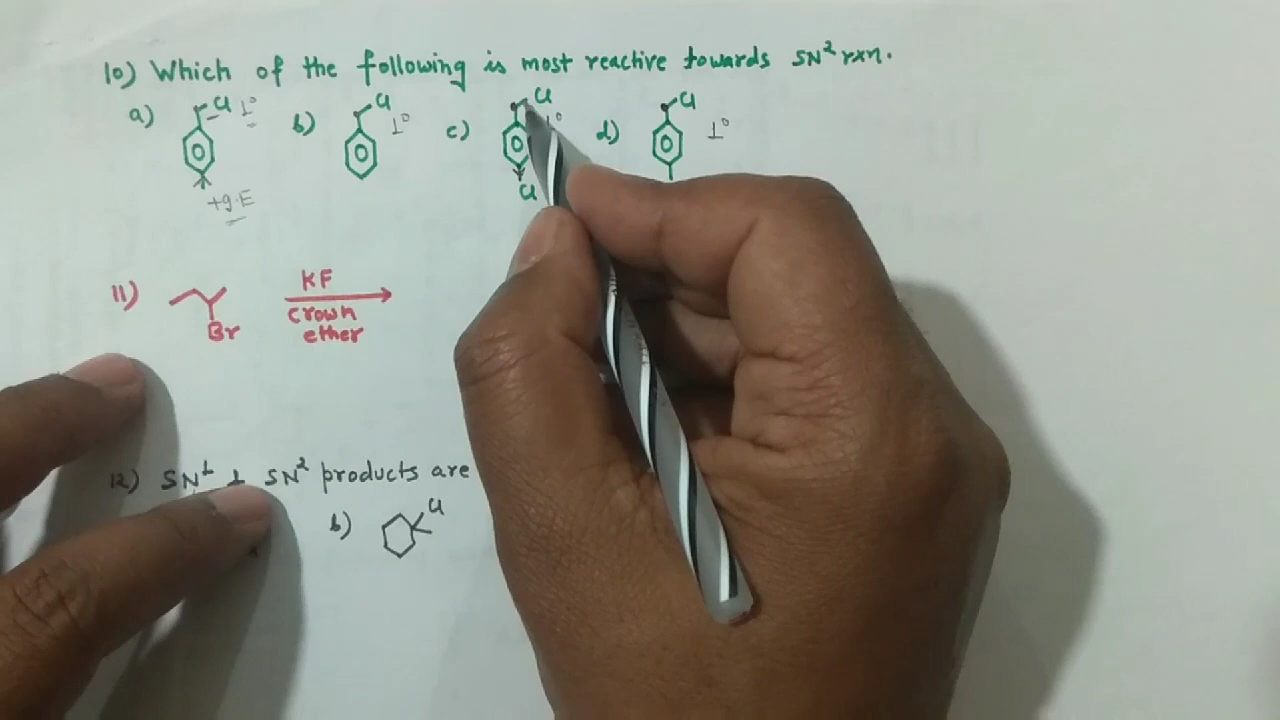 10) Which of the following is most reactive towards SN² rxn.
a) Cl 1° b) Cl 1° c) Cl 1° d) Cl 1°
Cl
+g.E
11) Br KF
crown
ether
12) SN¹ & SN² products are
b) Cl